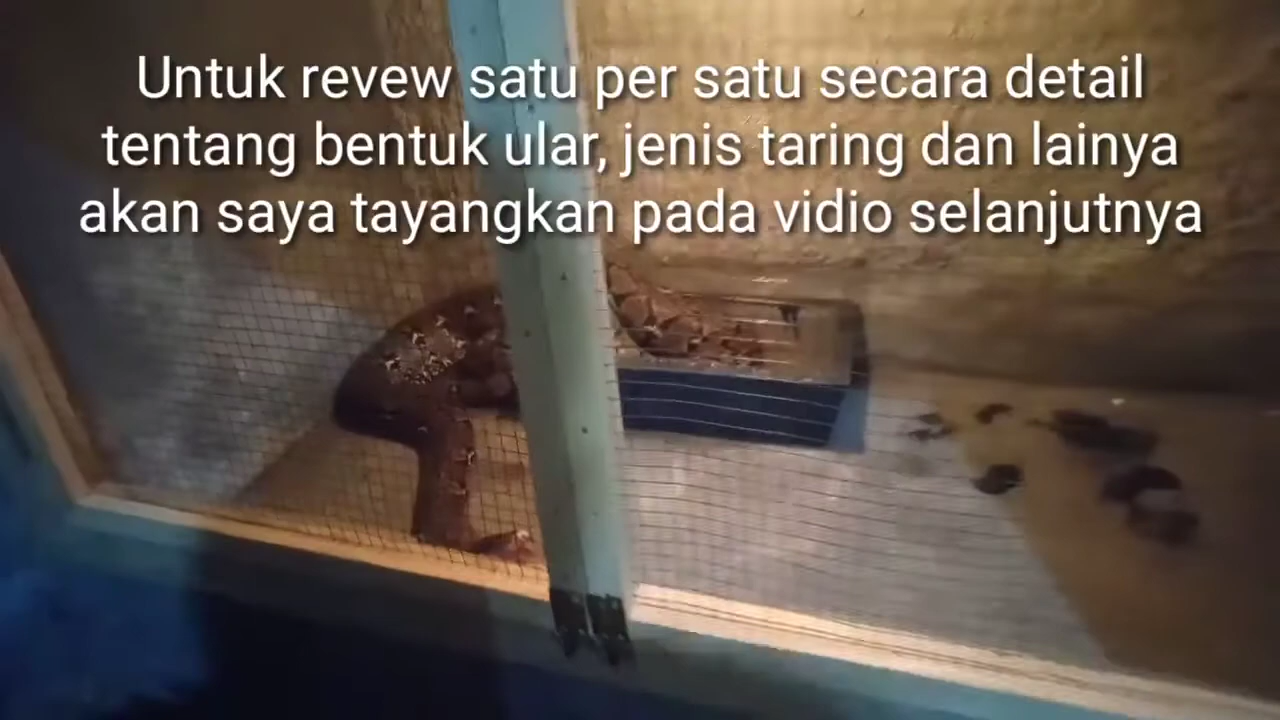 Untuk revew satu per satu secara detail
tentang bentuk ular, jenis taring dan lainya
akan saya tayangkan pada vidio selanjutnya